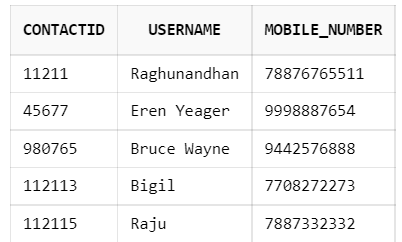 CONTACTID USERNAME MOBILE_NUMBER
11211 Raghunandhan 78876765511
45677 Eren Yeager 9998887654
980765 Bruce Wayne 9442576888
112113 Bigil 7708272273
112115 Raju 7887332332